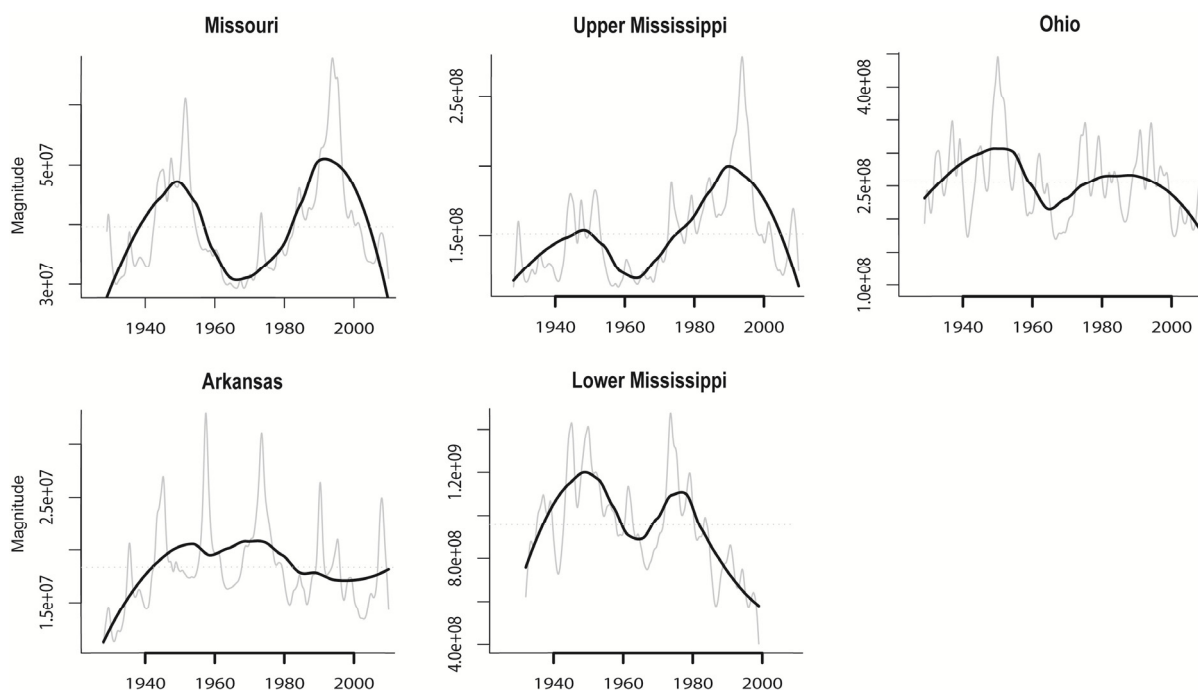 Missouri
Magnitude
5e+07
3e+07
1940 1960 1980 2000
Upper Mississippi
2.5e+08
1.5e+08
1940 1960 1980 2000
Ohio
4.0e+08
2.5e+08
1.0e+08
1940 1960 1980 2000
Arkansas
Magnitude
2.5e+07
1.5e+07
1940 1960 1980 2000
Lower Mississippi
1.2e+09
8.0e+08
4.0e+08
1940 1960 1980 2000